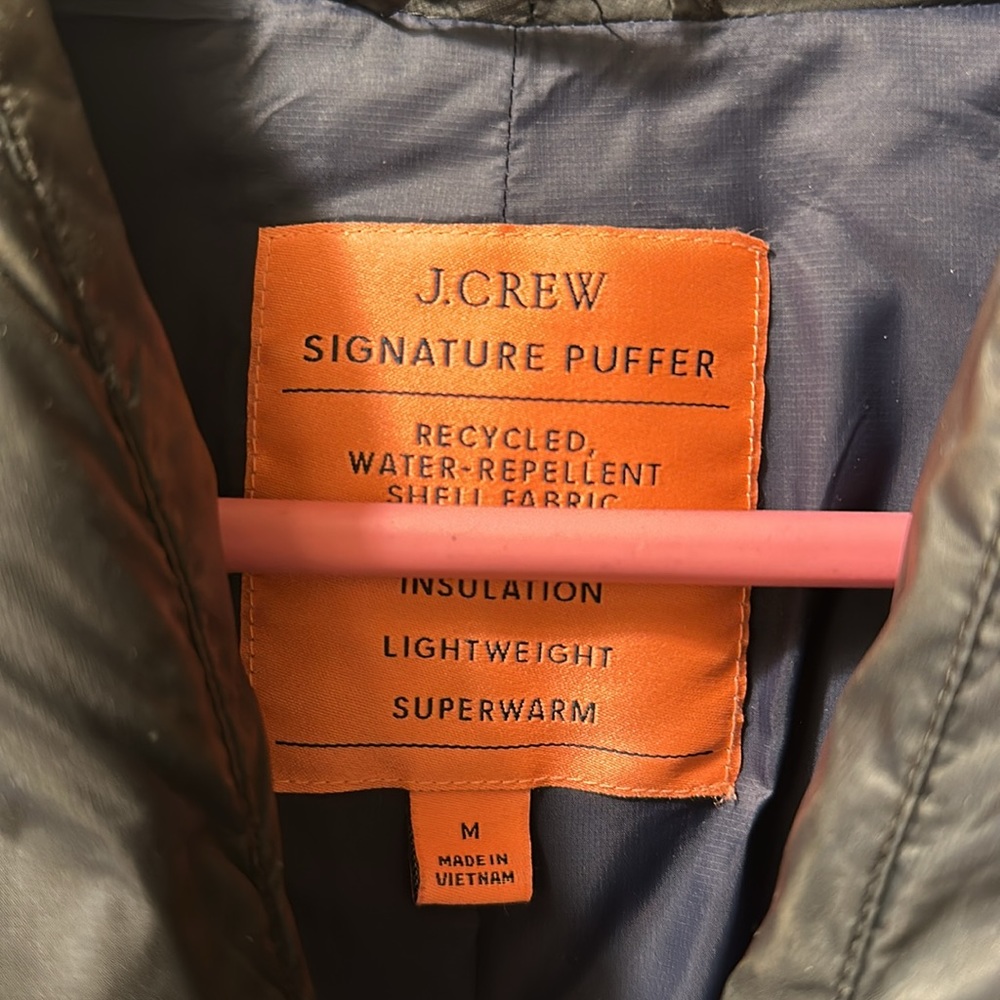 J.CREW
SIGNATURE PUFFER
RECYCLED,
WATER-REPELLENT
SHELL FABRIC
INSULATION
LIGHTWEIGHT
SUPERWARM
M
MADE IN
VIETNAM